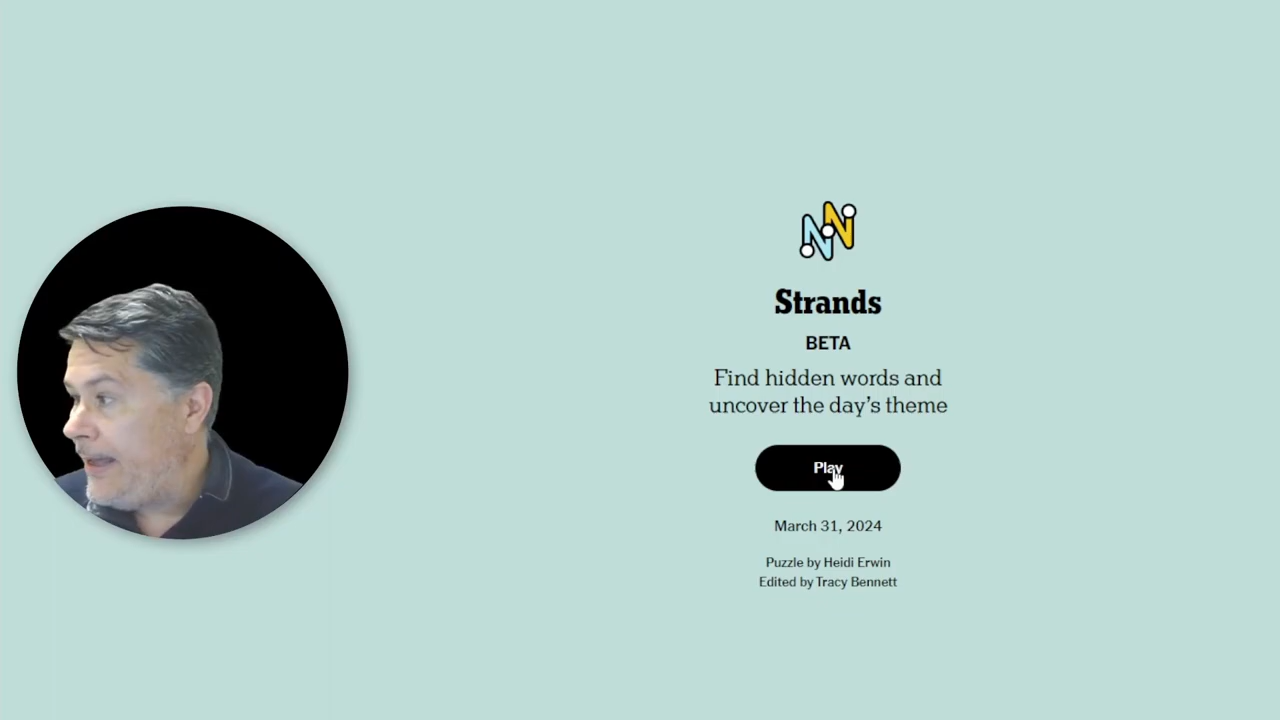 Strands
BETA
Find hidden words and
uncover the day's theme
Play
March 31, 2024
Puzzle by Heidi Erwin
Edited by Tracy Bennett